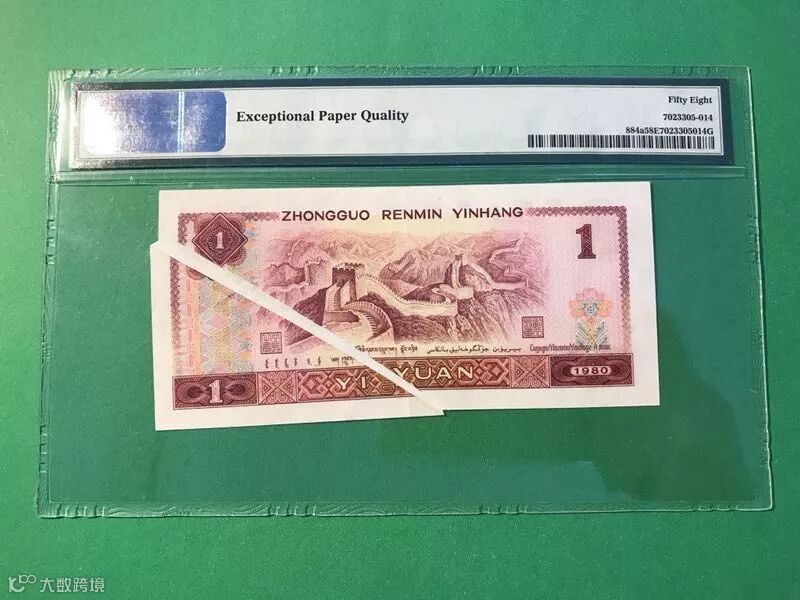 Exceptional Paper Quality
Fifty Eight
7023305-014
884a58E7023305014G
ZHONGGUO RENMIN YINHANG
1
1
YI YUAN
1
1980
大数跨境